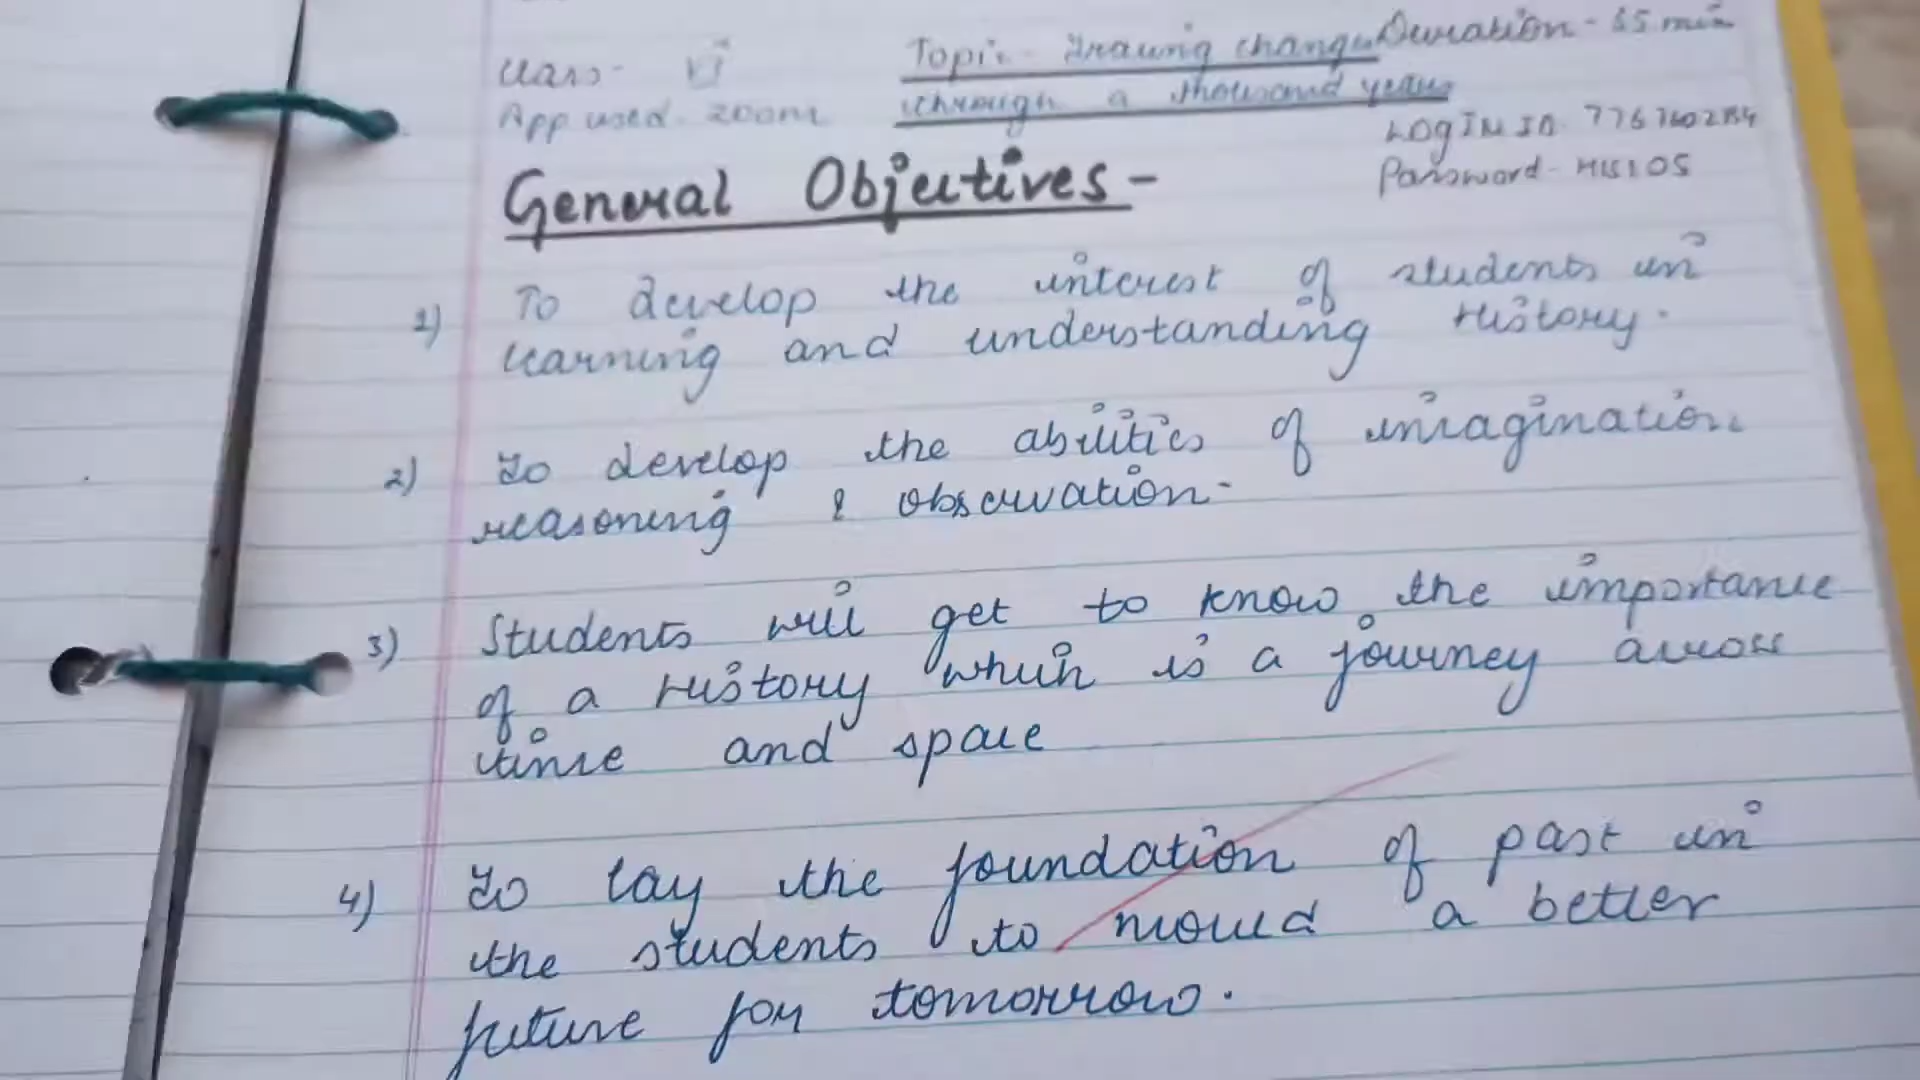 Class- VII
Topic- Tracing changes Duration- 35 min
App used- zoom through a thousand years
LOGIN ID.
Password-
General Objectives-
1) To develop the interest of students in
learning and understanding History.
2) To develop the abilities of imagination
reasoning & observation-
3) Students will get to know the importance
of a History which is a journey across
time and space
4) To lay the foundation of past in
the students to mould a better
future for tomorrow.